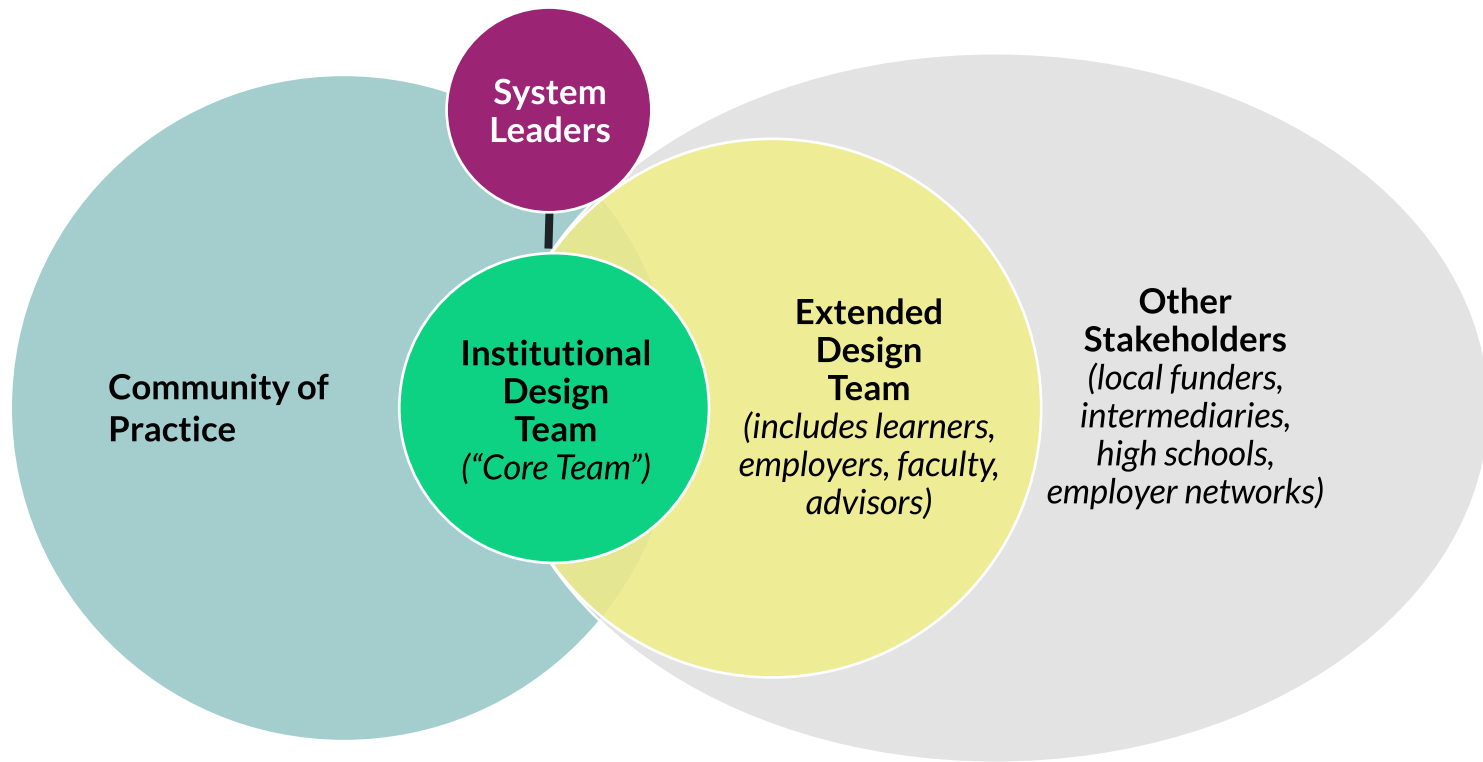 System
Leaders
Community of
Practice
Institutional
Design
Team
(“Core Team”)
Extended
Design
Team
(includes learners,
employers, faculty,
advisors)
Other
Stakeholders
(local funders,
intermediaries,
high schools,
employer networks)